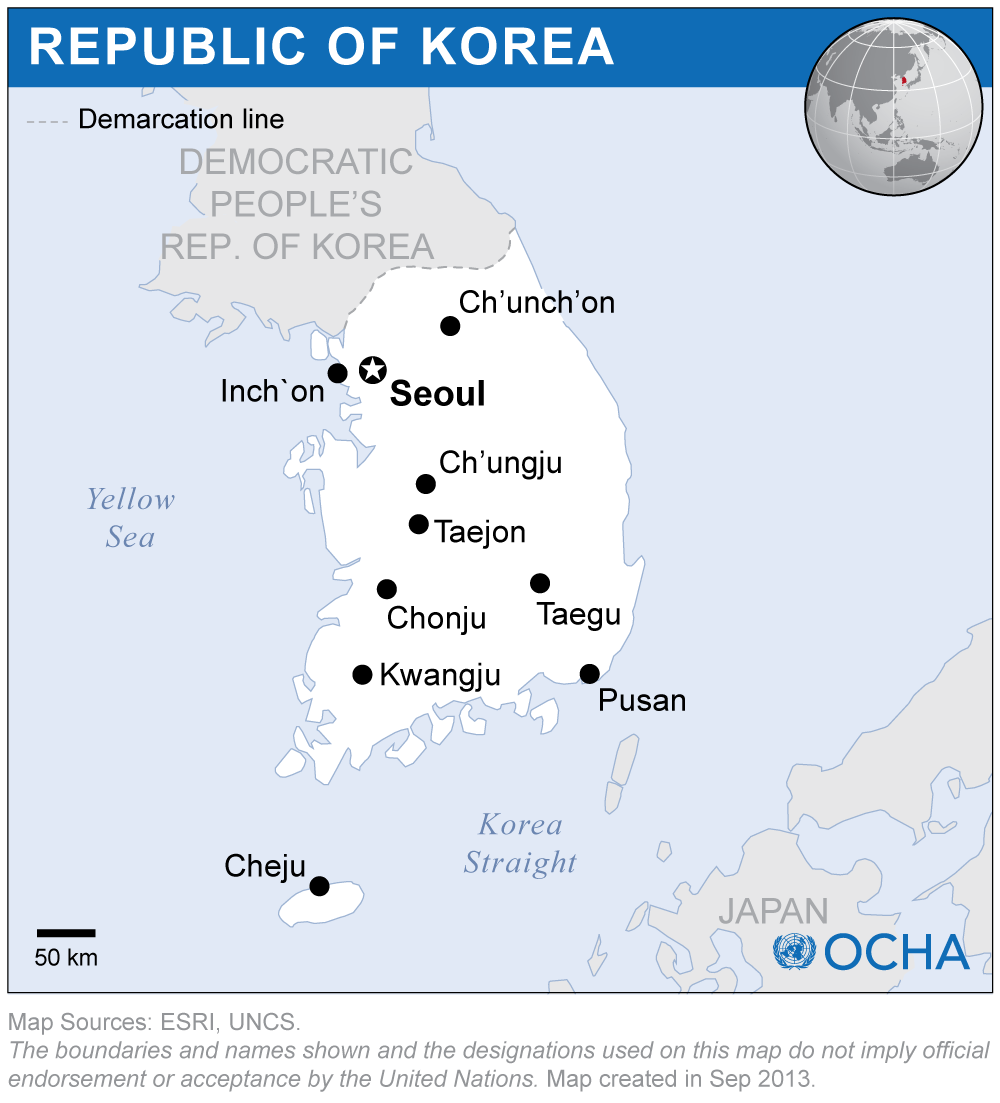 REPUBLIC OF KOREA
Demarcation line
DEMOCRATIC
PEOPLE’S
REP. OF KOREA
Ch’unch’on
Inch`on
Seoul
Ch’ungju
Yellow
Sea
Taejon
Chonju
Taegu
Kwangju
Pusan
Korea
Straight
Cheju
JAPAN
OCHA
50 km
Map Sources: ESRI, UNCS.
The boundaries and names shown and the designations used on this map do not imply official
endorsement or acceptance by the United Nations. Map created in Sep 2013.